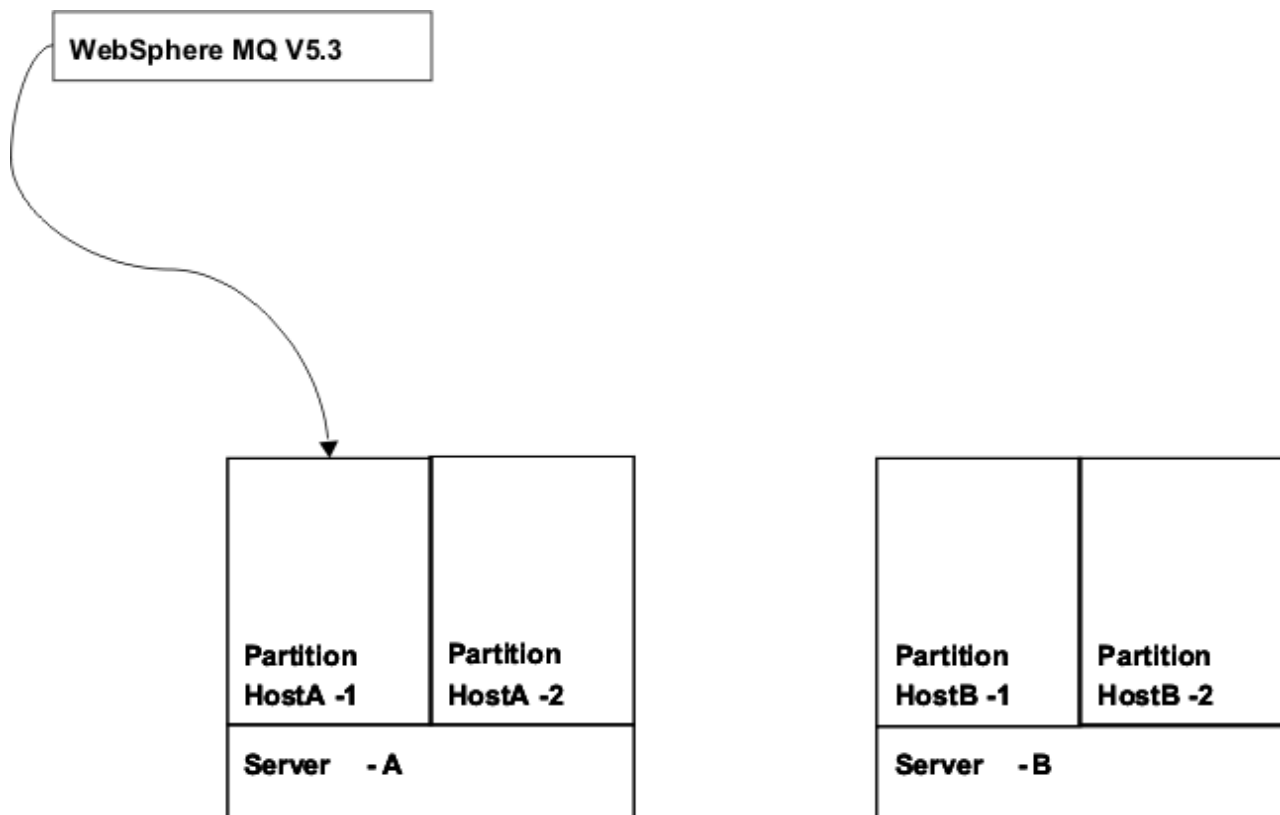 WebSphere MQ V5.3
Partition
HostA -1
Partition
HostA -2
Server - A
Partition
HostB -1
Partition
HostB -2
Server - B